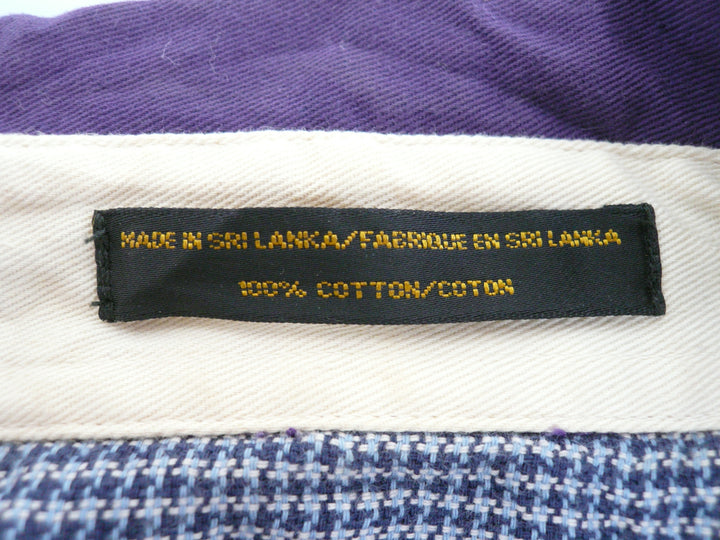 MADE IN SRI LANKA/FABRIQUE EN SRI LANKA
100% COTTON/COTON